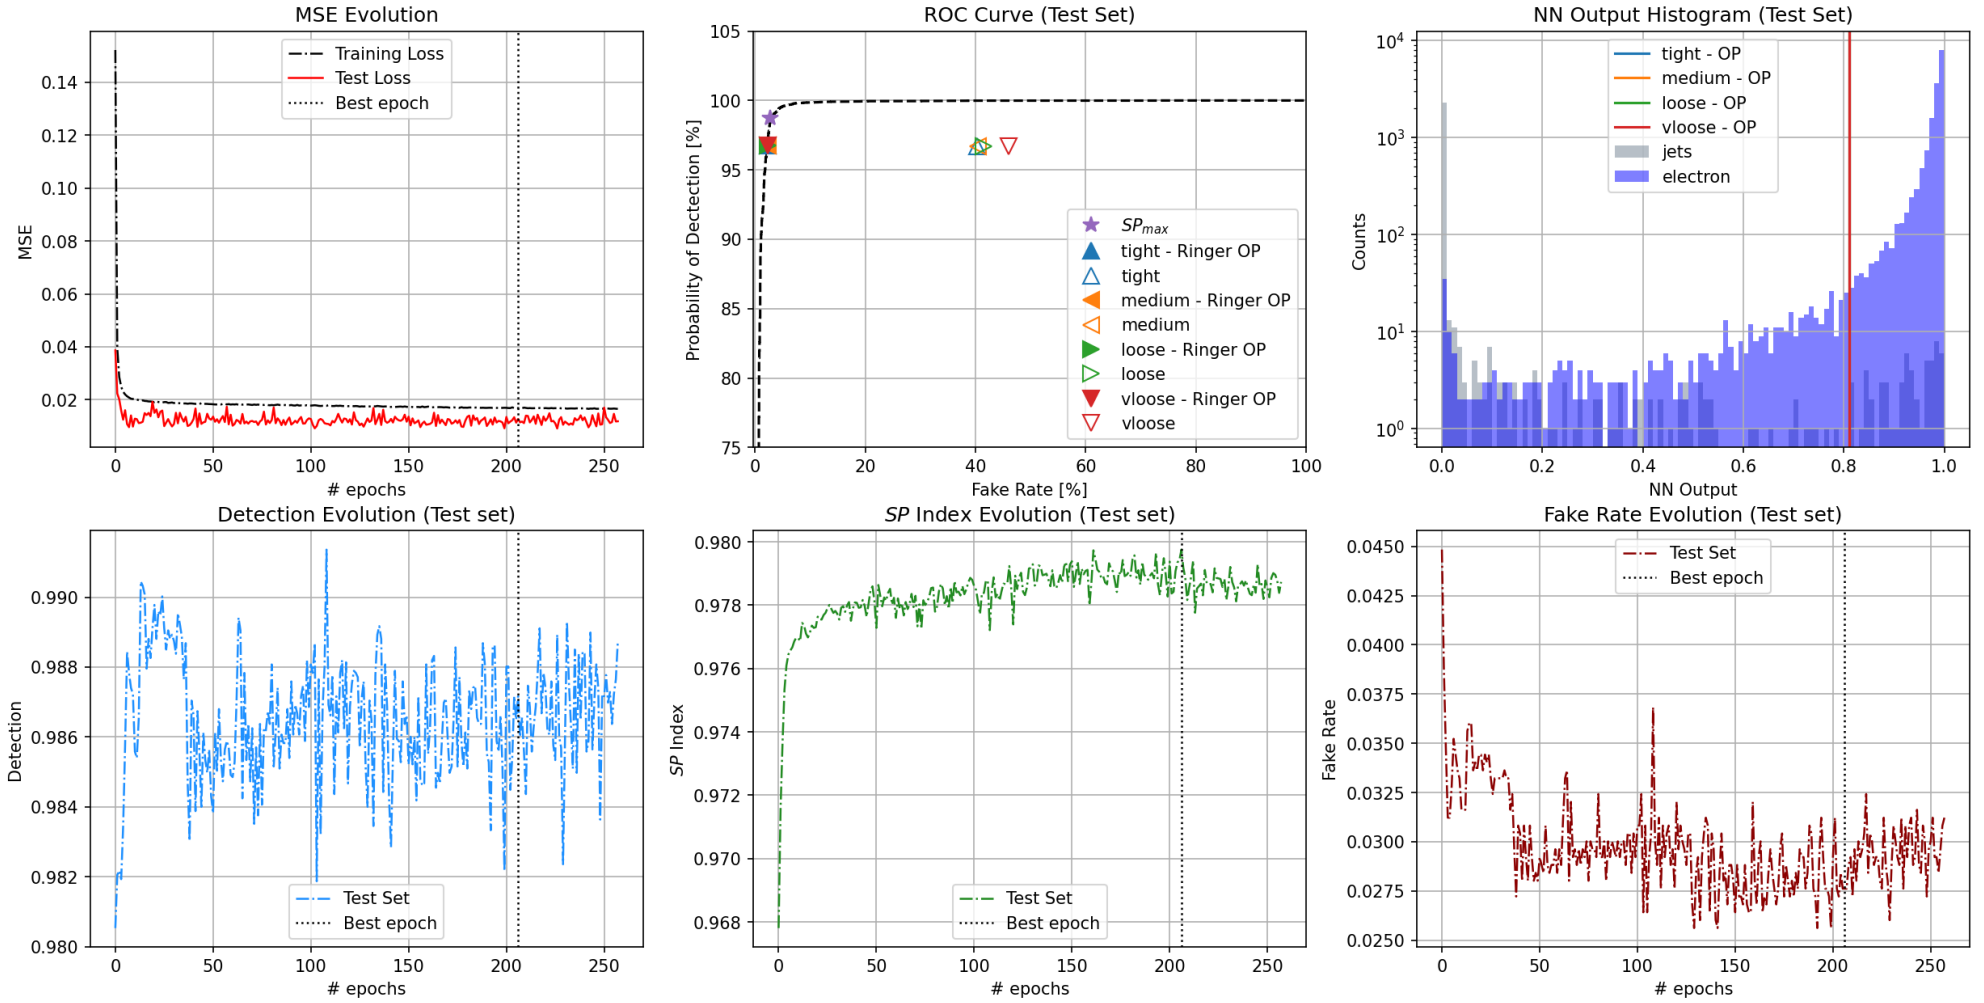 MSE Evolution
0.14
0.12
0.10
0.08
0.06
0.04
0.02
MSE
Training Loss
Test Loss
Best epoch
0 50 100 150 200 250
# epochs
ROC Curve (Test Set)
105
100
95
90
85
80
75
Probability of Dectection [%]
SPmax
tight - Ringer OP
tight
medium - Ringer OP
medium
loose - Ringer OP
loose
vloose - Ringer OP
vloose
0 20 40 60 80 100
Fake Rate [%]
NN Output Histogram (Test Set)
10^4
10^3
10^2
10^1
10^0
Counts
tight - OP
medium - OP
loose - OP
vloose - OP
jets
electron
0.0 0.2 0.4 0.6 0.8 1.0
NN Output
Detection Evolution (Test set)
0.990
0.988
0.986
0.984
0.982
0.980
Detection
Test Set
Best epoch
0 50 100 150 200 250
# epochs
SP Index Evolution (Test set)
0.980
0.978
0.976
0.974
0.972
0.970
0.968
SP Index
Test Set
Best epoch
0 50 100 150 200 250
# epochs
Fake Rate Evolution (Test set)
0.0450
0.0425
0.0400
0.0375
0.0350
0.0325
0.0300
0.0275
0.0250
Fake Rate
Test Set
Best epoch
0 50 100 150 200 250
# epochs